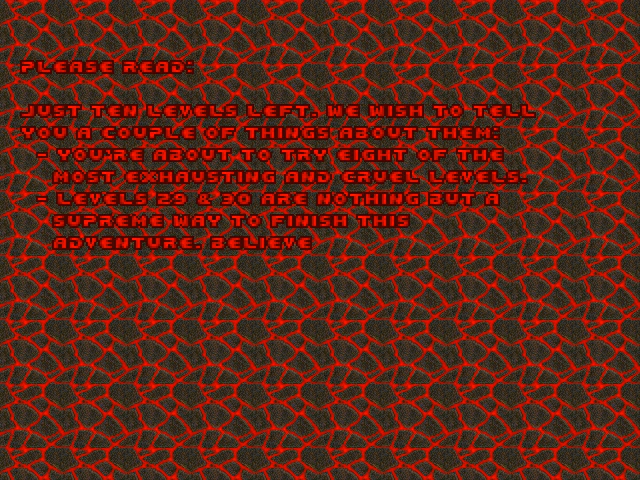 PLEASE READ:
JUST TEN LEVELS LEFT. WE WISH TO TELL
YOU A COUPLE OF THINGS ABOUT THEM:
- YOU'RE ABOUT TO TRY EIGHT OF THE
MOST EXHAUSTING AND CRUEL LEVELS.
- LEVELS 29 & 30 ARE NOTHING BUT A
SUPREME WAY TO FINISH THIS
ADVENTURE. BELIEVE